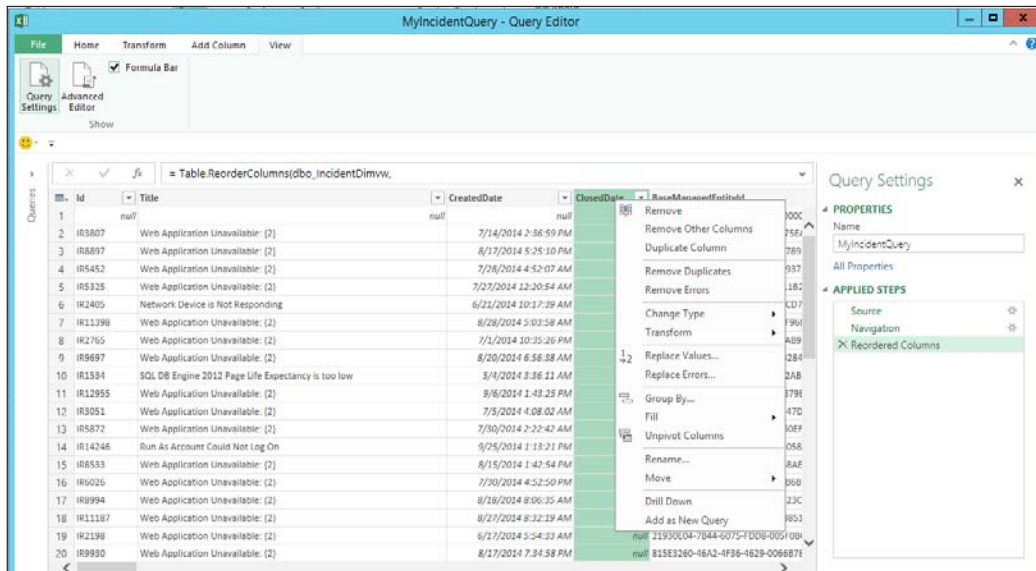 MyIncidentQuery - Query Editor
File Home Transform Add Column View
Query Settings
Advanced Editor
Formula Bar
Show
Queries
= Table.ReorderColumns(dbo_IncidentDimvw,
Id Title CreatedDate ClosedDate BaseManagedEntityId
1 null null null
2 IR3807 Web Application Unavailable: {2} 7/14/2014 2:36:59 PM
3 IR8897 Web Application Unavailable: {2} 8/17/2014 5:25:10 PM
4 IR5452 Web Application Unavailable: {2} 7/28/2014 4:52:07 AM
5 IR5325 Web Application Unavailable: {2} 7/27/2014 12:20:54 AM
6 IR2405 Network Device is Not Responding 6/21/2014 10:17:39 AM
7 IR11398 Web Application Unavailable: {2} 8/28/2014 5:03:58 AM
8 IR2765 Web Application Unavailable: {2} 7/1/2014 10:35:26 PM
9 IR9697 Web Application Unavailable: {2} 8/20/2014 6:56:38 AM
10 IR1534 SQL DB Engine 2012 Page Life Expectancy is too low 5/4/2014 3:36:11 AM
11 IR12955 Web Application Unavailable: {2} 9/6/2014 1:43:25 PM
12 IR3051 Web Application Unavailable: {2} 7/5/2014 4:08:02 AM
13 IR5872 Web Application Unavailable: {2} 7/30/2014 2:22:42 AM
14 IR14246 Run As Account Could Not Log On 9/25/2014 1:13:21 PM
15 IR8533 Web Application Unavailable: {2} 8/15/2014 1:42:54 PM
16 IR6026 Web Application Unavailable: {2} 7/30/2014 4:52:50 PM
17 IR8994 Web Application Unavailable: {2} 8/18/2014 8:06:35 AM
18 IR11187 Web Application Unavailable: {2} 8/27/2014 8:32:19 AM
19 IR2198 Web Application Unavailable: {2} 6/17/2014 5:54:33 AM null
20 IR9930 Web Application Unavailable: {2} 8/17/2014 7:34:58 PM null 815E3260-46A2-4F36-4629-0066B7E
Remove
Remove Other Columns
Duplicate Column
Remove Duplicates
Remove Errors
Change Type
Transform
Replace Values...
Replace Errors...
Group By...
Fill
Unpivot Columns
Rename...
Move
Drill Down
Add as New Query
Query Settings
PROPERTIES
Name
MyIncidentQuery
All Properties
APPLIED STEPS
Source
Navigation
Reordered Columns